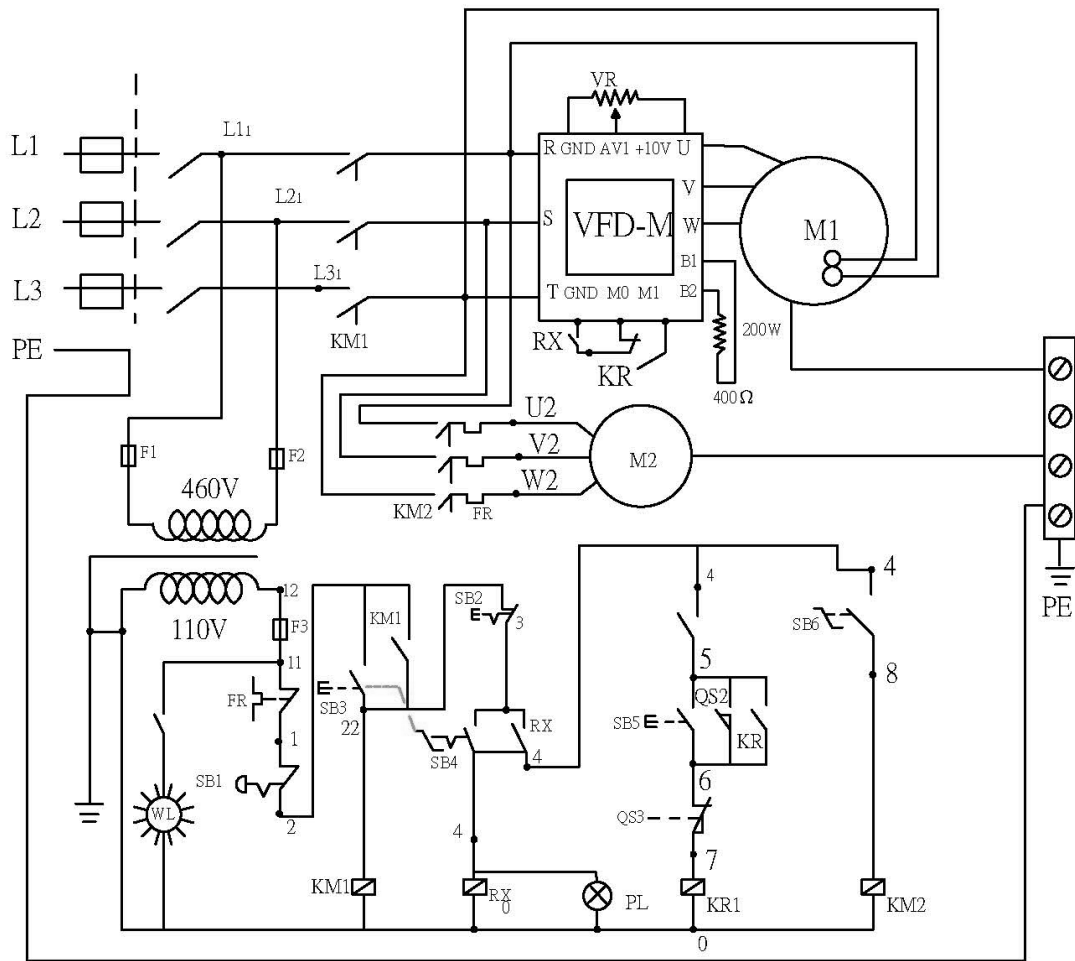 VR
L1
L1₁
R GND AV1 +10V U
V
L2
L2₁
S
VFD-M
W
M1
B1
L3
L3₁
T GND M0 M1
B2
KM1
RX
200W
PE
KR
400Ω
U2
F1
F2
V2
M2
460V
W2
KM2
FR
12
4
4
PE
SB2
3
KM1
F3
110V
SB6
11
5
8
FR
QS2
SB3
RX
SB5
KR
22
1
SB4
4
6
SB1
QS3
WL
2
4
7
KM1
RX
0
PL
KR1
KM2
0